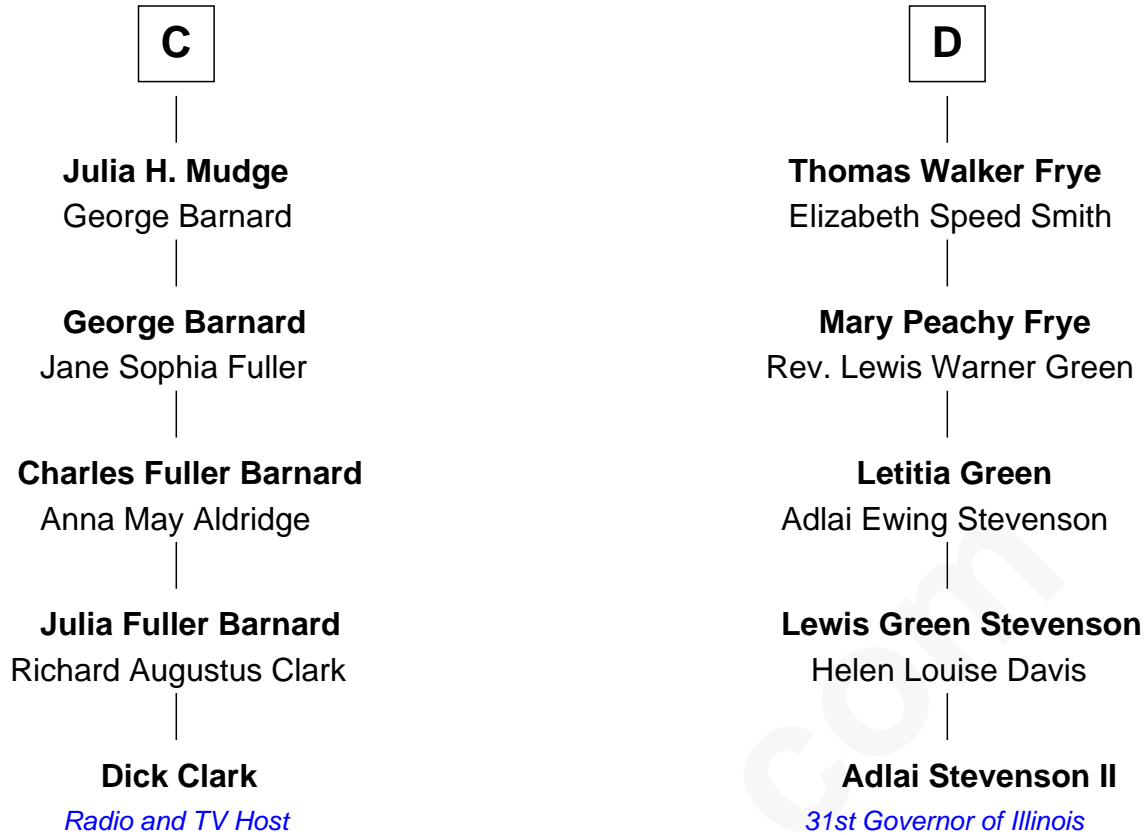 C
Julia H. Mudge
George Barnard
George Barnard
Jane Sophia Fuller
Charles Fuller Barnard
Anna May Aldridge
Julia Fuller Barnard
Richard Augustus Clark
Dick Clark
Radio and TV Host
D
Thomas Walker Frye
Elizabeth Speed Smith
Mary Peachy Frye
Rev. Lewis Warner Green
Letitia Green
Adlai Ewing Stevenson
Lewis Green Stevenson
Helen Louise Davis
Adlai Stevenson II
31st Governor of Illinois
com